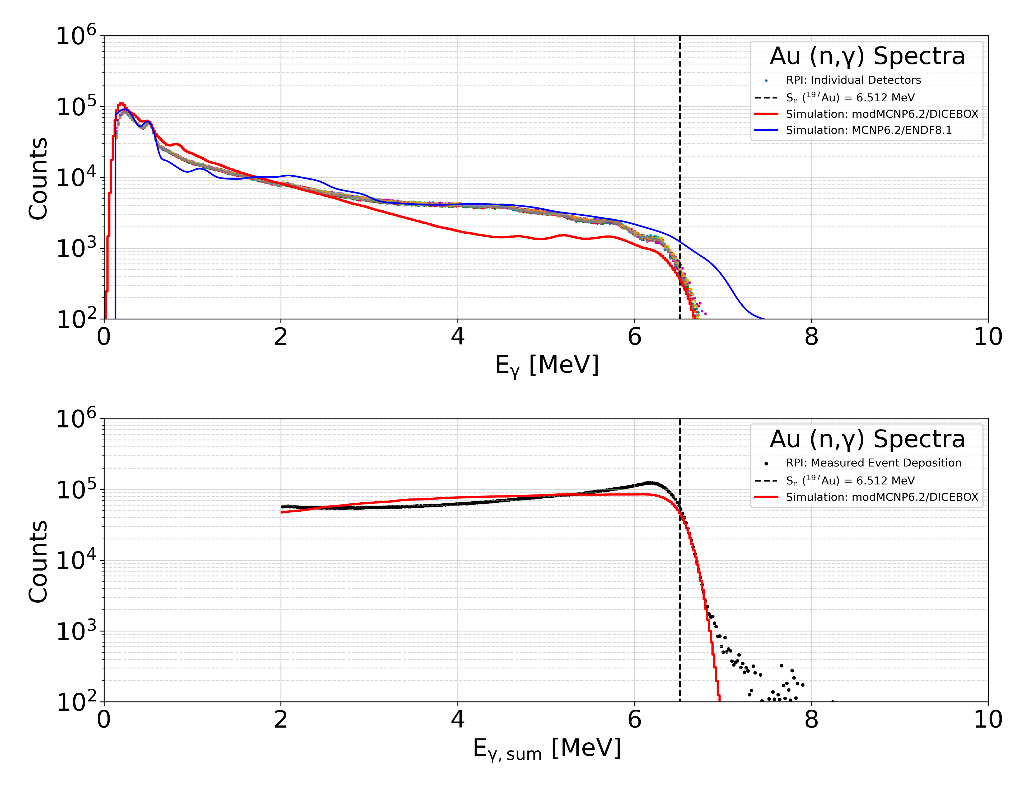 Au (n,γ) Spectra
RPI: Individual Detectors
Sₙ (¹⁹⁷Au) = 6.512 MeV
Simulation: modMCNP6.2/DICEBOX
Simulation: MCNP6.2/ENDF8.1
10⁶
10⁵
10⁴
10³
10²
Counts
0 2 4 6 8 10
Eᵧ [MeV]
Au (n,γ) Spectra
RPI: Measured Event Deposition
Sₙ (¹⁹⁷Au) = 6.512 MeV
Simulation: modMCNP6.2/DICEBOX
10⁶
10⁵
10⁴
10³
10²
Counts
0 2 4 6 8 10
Eᵧ, sum [MeV]